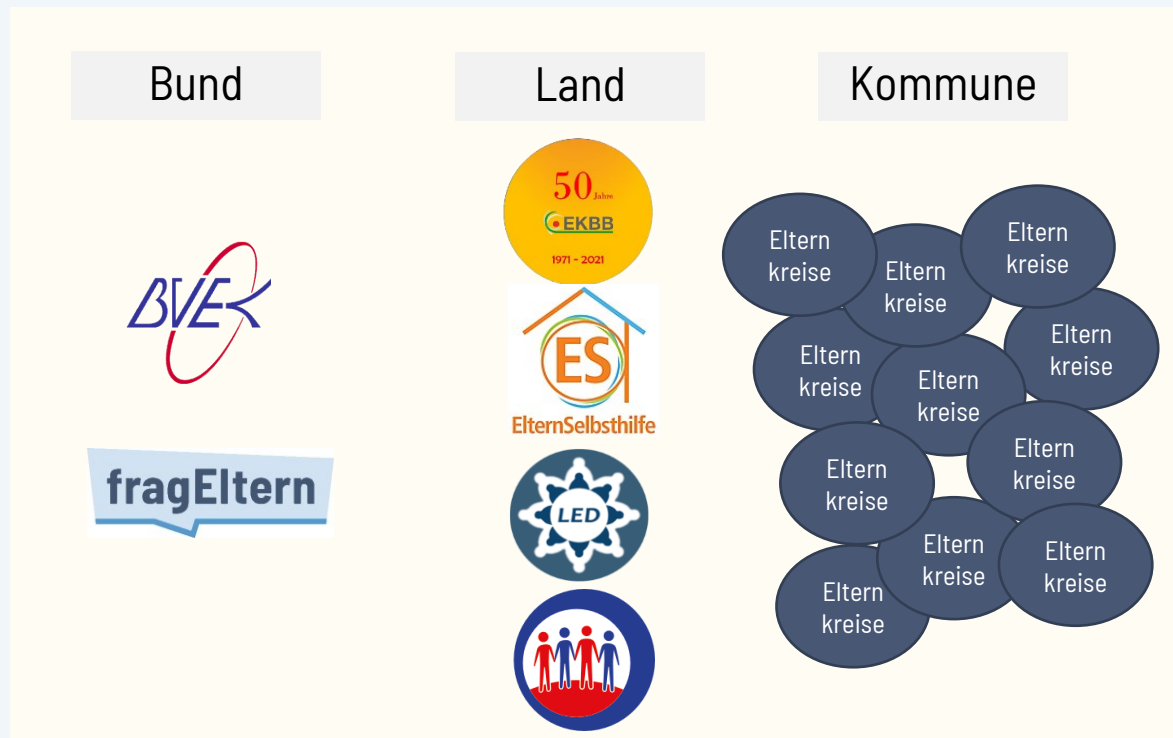 Bund
Land
Kommune
BVEK
fragEltern
50 Jahre
EKBB
1971 - 2021
ES
ElternSelbsthilfe
LED
Eltern
kreise
Eltern
kreise
Eltern
kreise
Eltern
kreise
Eltern
kreise
Eltern
kreise
Eltern
kreise
Eltern
kreise
Eltern
kreise
Eltern
kreise
Eltern
kreise